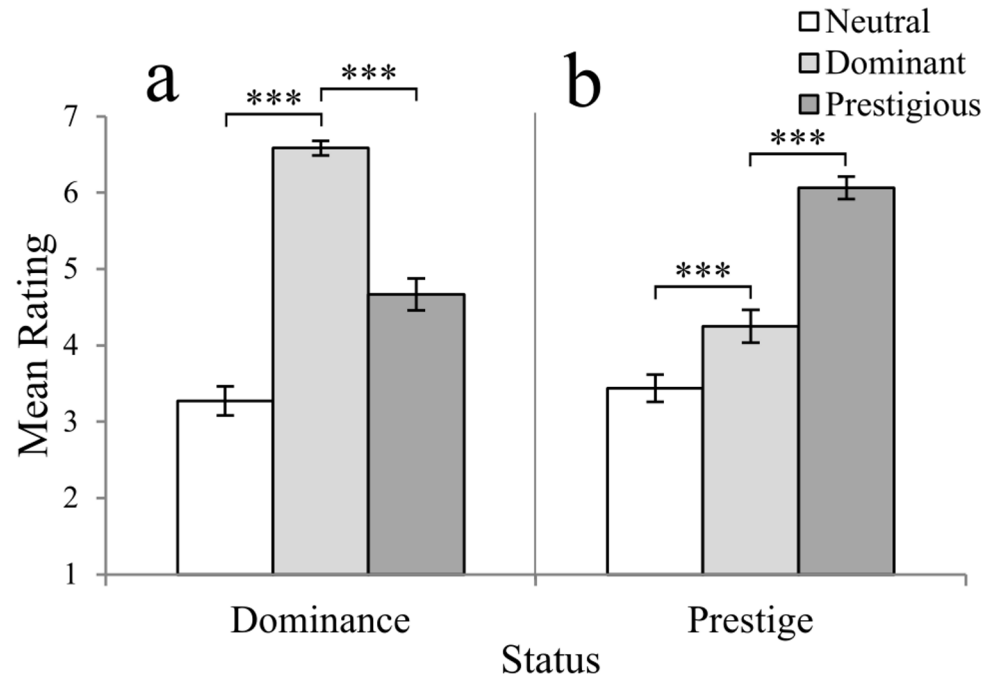 Neutral
Dominant
Prestigious
a
b
***
***
***
***
7
6
5
4
3
2
1
Mean Rating
Dominance
Prestige
Status